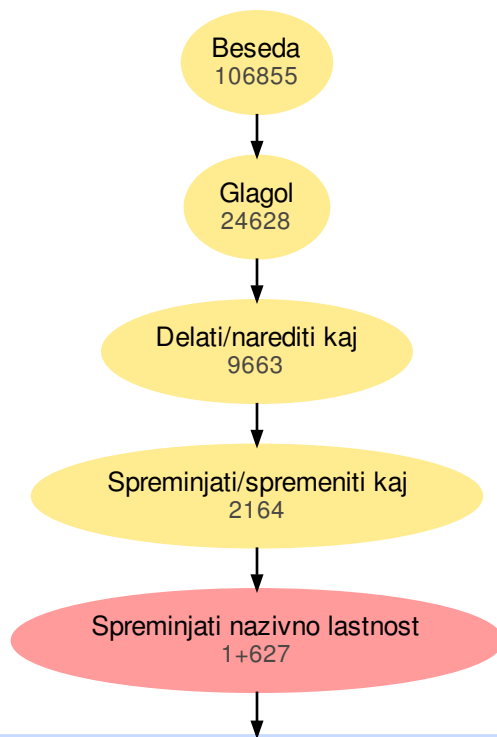 Beseda
106855
Glagol
24628
Delati/narediti kaj
9663
Spreminjati/spremeniti kaj
2164
Spreminjati nazivno lastnost
1+627